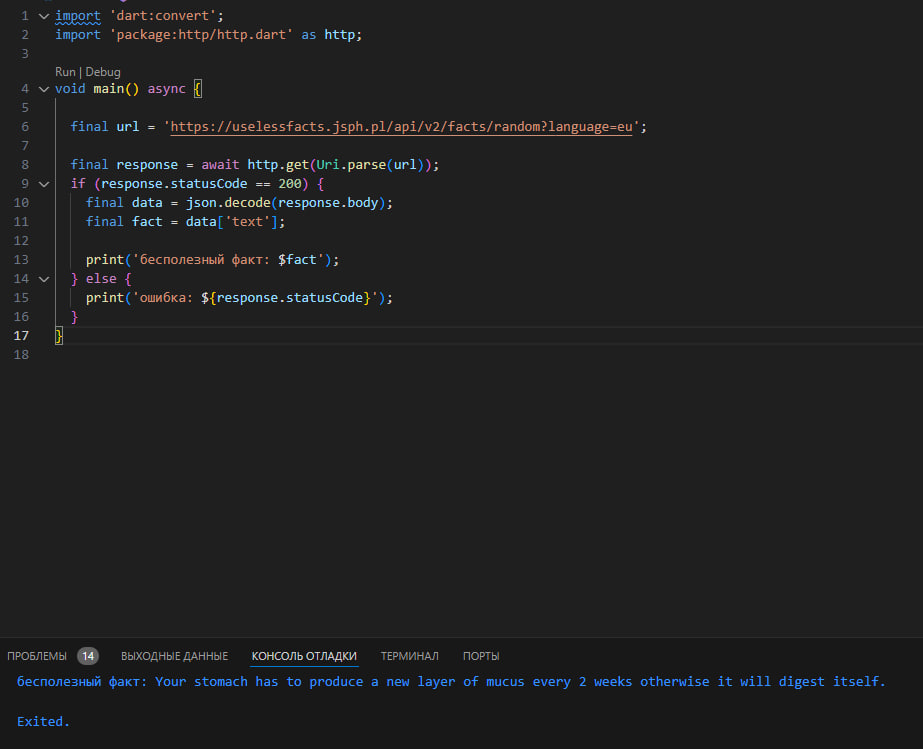 1 import 'dart:convert';
2 import 'package:http/http.dart' as http;
3
Run | Debug
4 void main() async {
5
6 final url = 'https://uselessfacts.jsph.pl/api/v2/facts/random?language=eu';
7
8 final response = await http.get(Uri.parse(url));
9 if (response.statusCode == 200) {
10 final data = json.decode(response.body);
11 final fact = data['text'];
12
13 print('бесполезный факт: $fact');
14 } else {
15 print('ошибка: ${response.statusCode}');
16 }
17 }
18
ПРОБЛЕМЫ 14 ВЫХОДНЫЕ ДАННЫЕ КОНСОЛЬ ОТЛАДКИ ТЕРМИНАЛ ПОРТЫ
бесполезный факт: Your stomach has to produce a new layer of mucus every 2 weeks otherwise it will digest itself.
Exited.